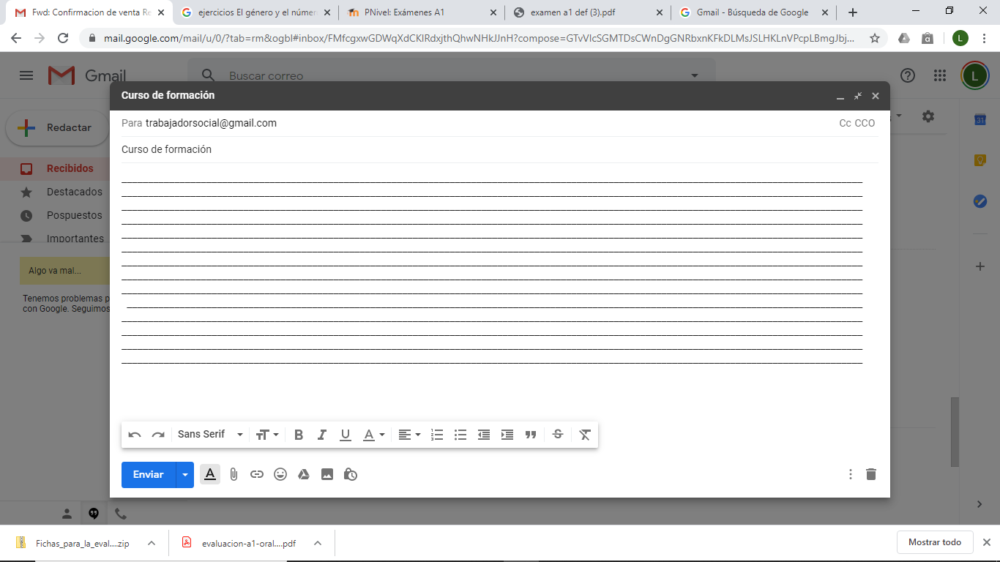 Fwd: Confirmacion de venta Re
ejercicios El género y el númer
PNivel: Exámenes A1
examen a1 def (3).pdf
Gmail - Búsqueda de Google
mail.google.com/mail/u/0/?tab=rm&ogbl#inbox/FMfcgxwGDWqXdCKlRdxjthQhwNHkJJnH?compose=GTvVlcSGMTDsCWnDgGNRbxnKFkDLMsJSLHKLnVPcpLBmgJbj...
L
Gmail
Buscar correo
L
Curso de formación
Para trabajadorsocial@gmail.com
Cc CCO
Curso de formación
Redactar
Recibidos
Destacados
Pospuestos
Importantes
31
Algo va mal...
Tenemos problemas p
con Google. Seguimos
Sans Serif
Enviar
Fichas_para_la_eval....zip
evaluacion-a1-oral....pdf
Mostrar todo